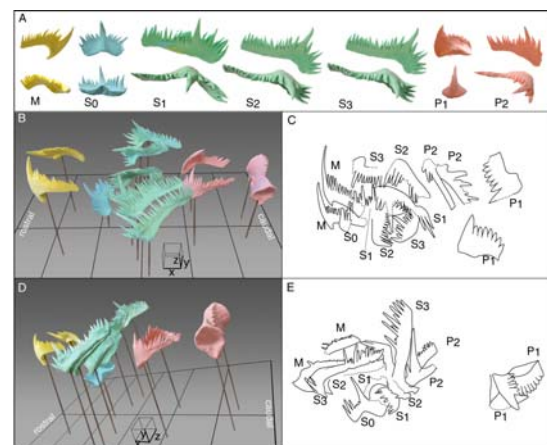 A
M S0 S1 S2 S3 P1 P2
B
rostral
caudal
z y
x
C
M S3 S2 P2 P2
P1
M S0 S1 S2 S3 S1
P1
D
rostral
caudal
y z
E
S3
M P2
P1
S3 S2 S1 P2
S0 S1 S2
P1